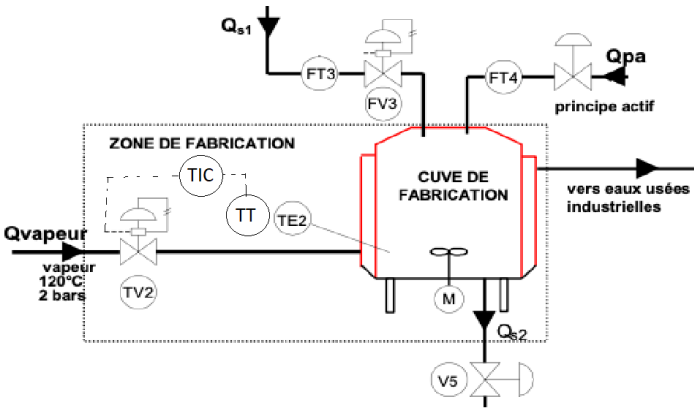 Qs1
Qpa
FT3
FT4
FV3
principe actif
ZONE DE FABRICATION
TIC
CUVE DE
FABRICATION
TT
TE2
vers eaux usées
industrielles
Qvapeur
vapeur
120°C
2 bars
TV2
M
Qs2
V5